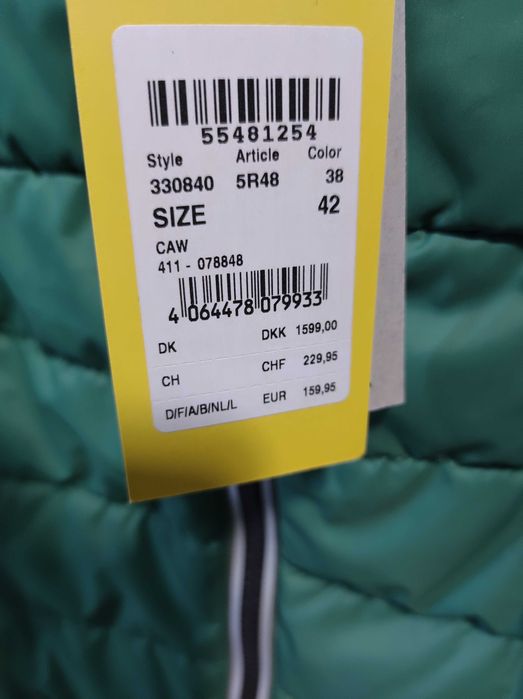 55481254
Style Article Color
330840 5R48 38
SIZE 42
CAW
411 - 078848
4 064478 079933
DK DKK 1599,00
CH CHF 229,95
D/F/A/B/NL/L EUR 159,95